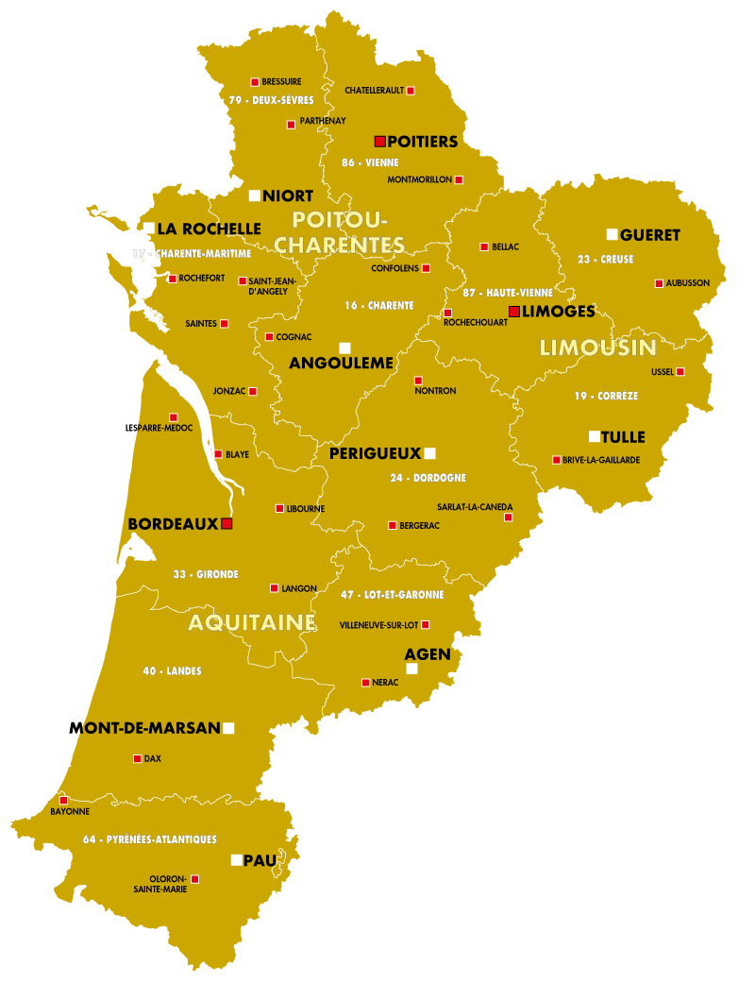 BRESSUIRE
CHATELLERAULT
79 - DEUX-SÈVRES
PARTHENAY
POITIERS
86 - VIENNE
MONTMORILLON
NIORT
POITOU-
CHARENTES
LA ROCHELLE
GUERET
BELLAC
17 - CHARENTE-MARITIME
23 - CREUSE
CONFOLENS
ROCHEFORT
SAINT-JEAN-
D'ANGELY
AUBUSSON
87 - HAUTE-VIENNE
16 - CHARENTE
LIMOGES
ROCHECHOUART
SAINTES
COGNAC
LIMOUSIN
ANGOULEME
USSEL
JONZAC
NONTRON
19 - CORRÈZE
LESPARRE-MEDOC
TULLE
BLAYE
PERIGUEUX
BRIVE-LA-GAILLARDE
24 - DORDOGNE
LIBOURNE
SARLAT-LA-CANEDA
BORDEAUX
BERGERAC
33 - GIRONDE
LANGON
47 - LOT-ET-GARONNE
AQUITAINE
VILLENEUVE-SUR-LOT
AGEN
40 - LANDES
NERAC
MONT-DE-MARSAN
DAX
BAYONNE
64 - PYRÉNÉES-ATLANTIQUES
PAU
OLORON-
SAINTE-MARIE